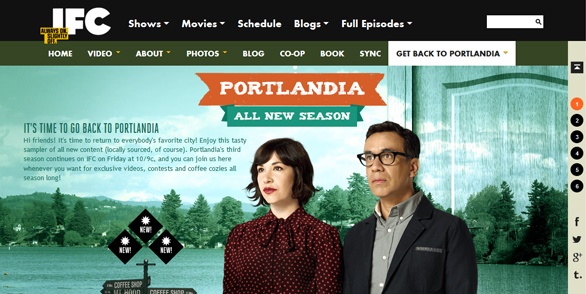 IFC
ALWAYS ON.
SLIGHTLY
OFF.
Shows Movies Schedule Blogs Full Episodes
HOME VIDEO ABOUT PHOTOS BLOG CO-OP BOOK SYNC GET BACK TO PORTLANDIA
PORTLANDIA
ALL NEW SEASON
IT'S TIME TO GO BACK TO PORTLANDIA
Hi friends! It's time to return to everybody's favorite city! Enjoy this tasty
sampler of all new content (locally sourced, of course). Portlandia's third
season continues on IFC on Friday at 10/9c, and you can join us here
whenever you want for exclusive videos, contests and coffee cozies all
season long!
NEW!
NEW! NEW!
COFFEE SHOP
COFFEE SHOP
1
2
3
4
5
6
f
g+
t.